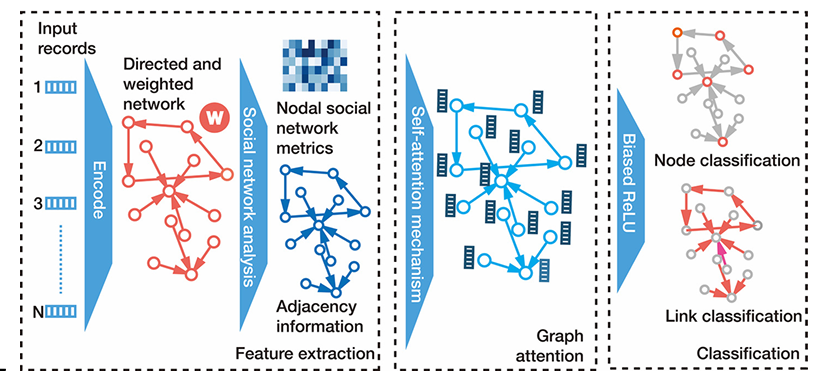 Input
records
1
2
3
N
Encode
Directed and
weighted
network
W
Social network analysis
Nodal social
network
metrics
Adjacency
information
Feature extraction
Self-attention mechanism
Graph
attention
Biased ReLU
Node classification
Link classification
Classification